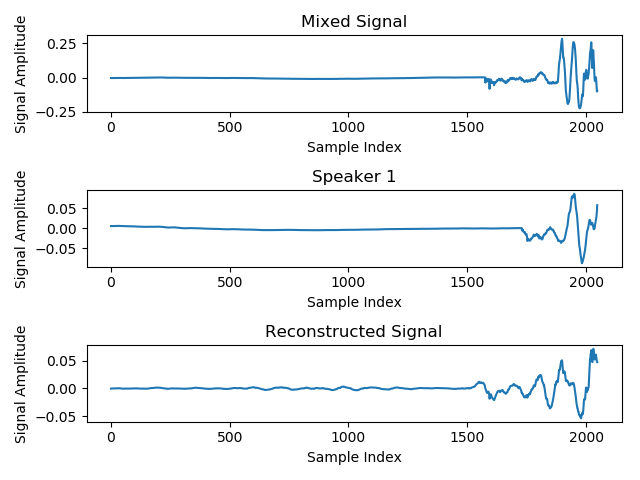 Mixed Signal
Signal Amplitude
0.25
0.00
−0.25
0 500 1000 1500 2000
Sample Index
Speaker 1
Signal Amplitude
0.05
0.00
−0.05
0 500 1000 1500 2000
Sample Index
Reconstructed Signal
Signal Amplitude
0.05
0.00
−0.05
0 500 1000 1500 2000
Sample Index